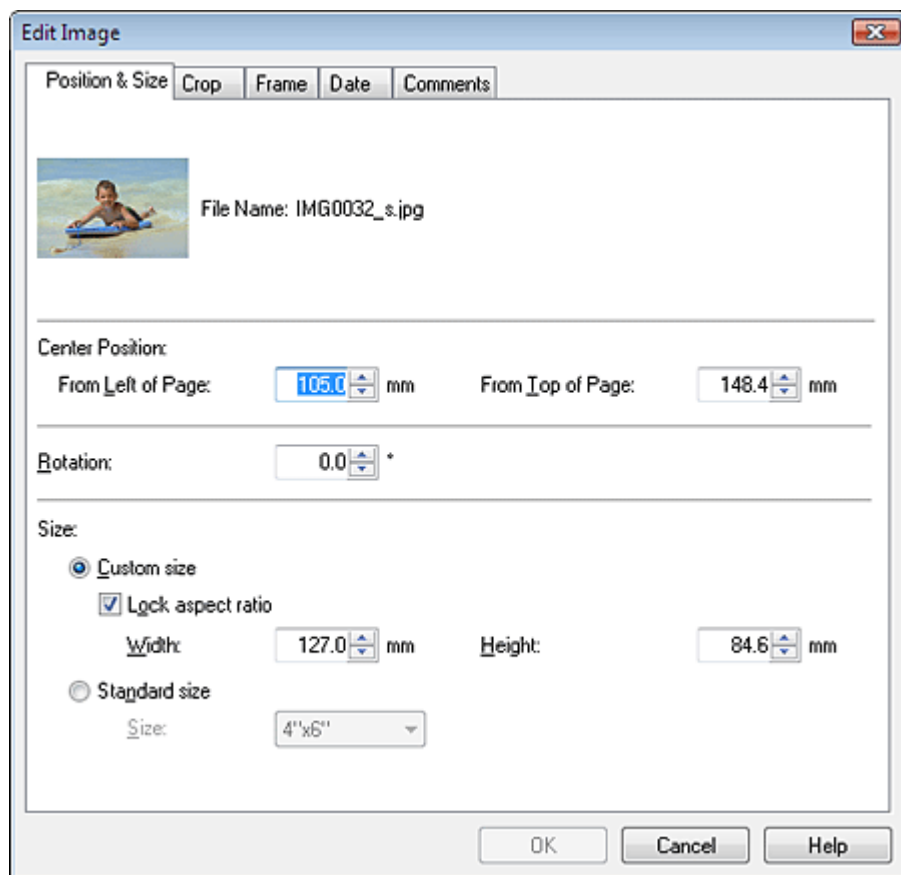 Edit Image
Position & Size Crop Frame Date Comments
File Name: IMG0032_s.jpg
Center Position:
From Left of Page: 105.0 mm From Top of Page: 148.4 mm
Rotation: 0.0 °
Size:
Custom size
Lock aspect ratio
Width: 127.0 mm Height: 84.6 mm
Standard size
Size: 4"x6"
OK Cancel Help